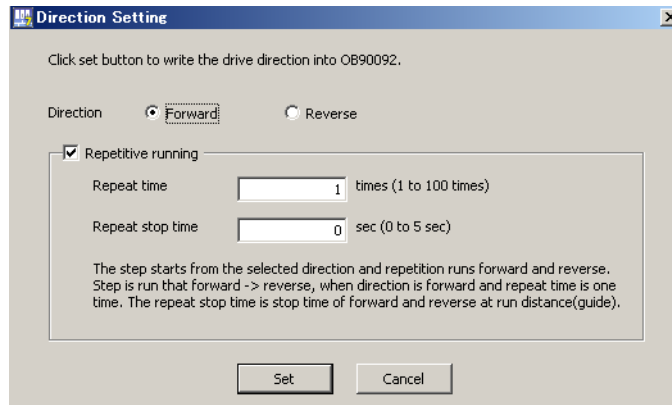 Direction Setting
Click set button to write the drive direction into OB90092.
Direction Forward Reverse
Repetitive running
Repeat time 1 times (1 to 100 times)
Repeat stop time 0 sec (0 to 5 sec)
The step starts from the selected direction and repetition runs forward and reverse.
Step is run that forward -> reverse, when direction is forward and repeat time is one
time. The repeat stop time is stop time of forward and reverse at run distance(guide).
Set Cancel